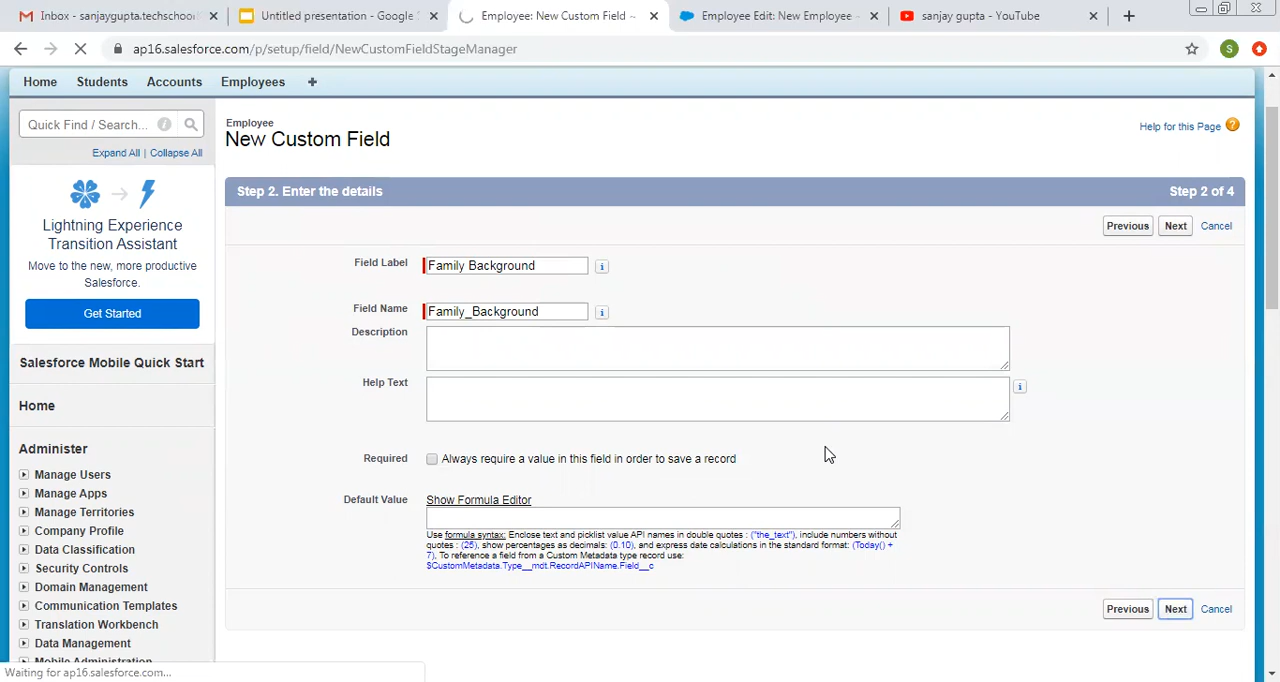 Inbox - sanjaygupta.techschool
Untitled presentation - Google
Employee: New Custom Field ~
Employee Edit: New Employee ~
sanjay gupta - YouTube
ap16.salesforce.com/p/setup/field/NewCustomFieldStageManager
S
Home Students Accounts Employees
Quick Find / Search...
Expand All | Collapse All
Lightning Experience
Transition Assistant
Move to the new, more productive
Salesforce.
Get Started
Salesforce Mobile Quick Start
Home
Administer
Manage Users
Manage Apps
Manage Territories
Company Profile
Data Classification
Security Controls
Domain Management
Communication Templates
Translation Workbench
Data Management
Mobile Administration
Employee
New Custom Field
Help for this Page ?
Step 2. Enter the details Step 2 of 4
Previous Next Cancel
Field Label Family Background
Field Name Family_Background
Description
Help Text
Required Always require a value in this field in order to save a record
Default Value Show Formula Editor
Use formula syntax: Enclose text and picklist value API names in double quotes : ("the_text"), include numbers without
quotes : (25), show percentages as decimals: (0.10), and express date calculations in the standard format: (Today() +
7), To reference a field from a Custom Metadata type record use:
$CustomMetadata.Type__mdt.RecordAPIName.Field__c
Previous Next Cancel
Waiting for ap16.salesforce.com...